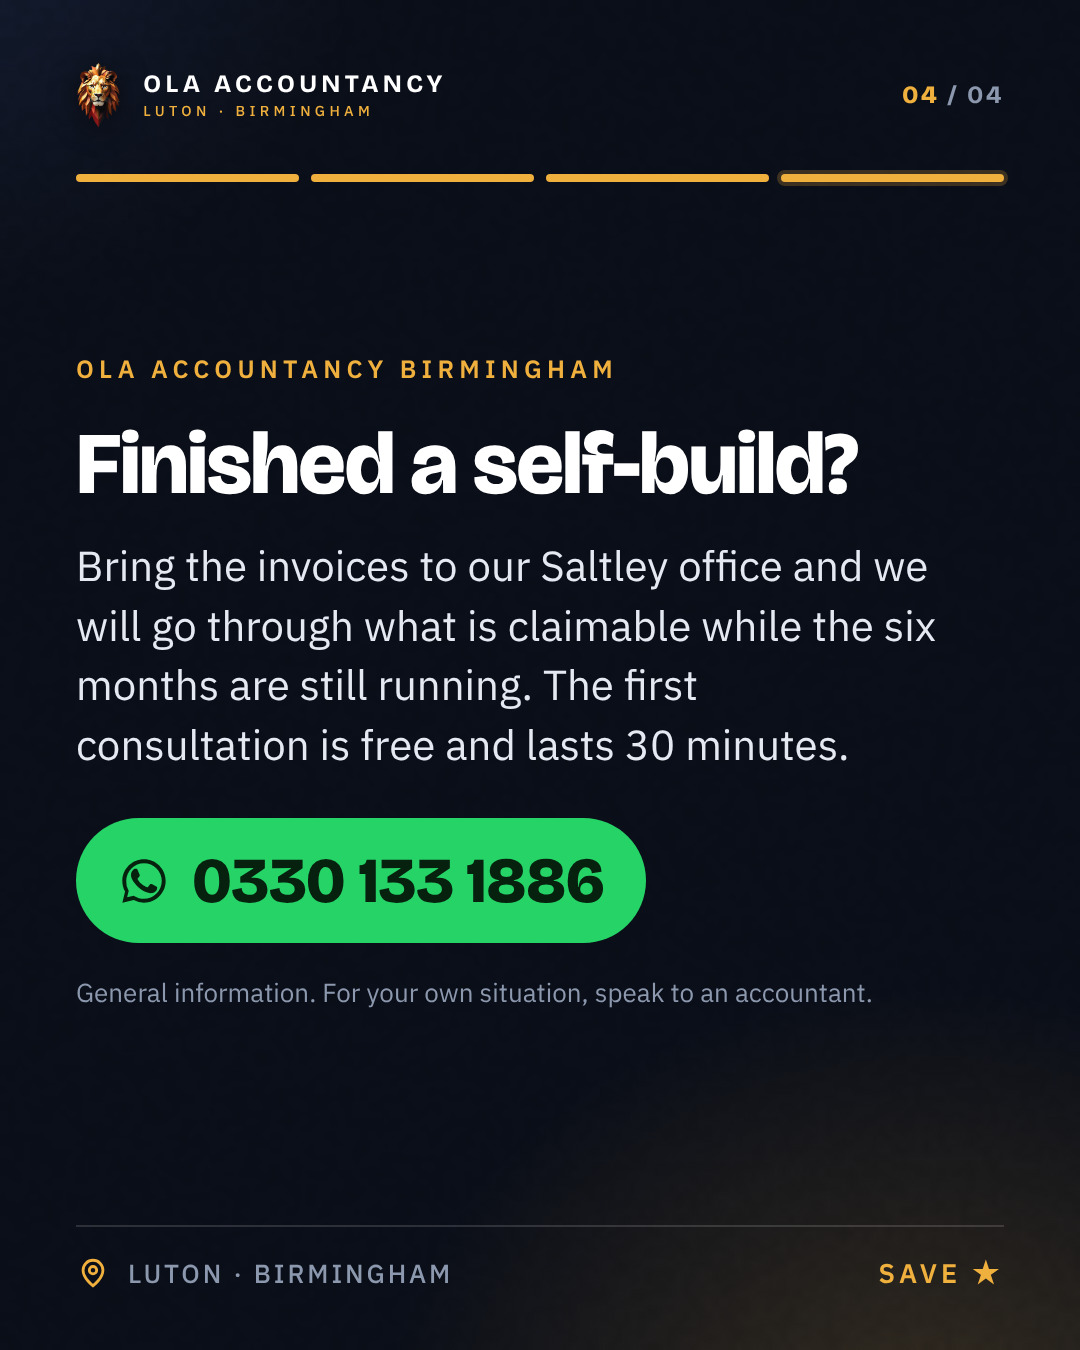 OLA ACCOUNTANCY
LUTON · BIRMINGHAM
04 / 04
OLA ACCOUNTANCY BIRMINGHAM
Finished a self-build?
Bring the invoices to our Saltley office and we
will go through what is claimable while the six
months are still running. The first
consultation is free and lasts 30 minutes.
0330 133 1886
General information. For your own situation, speak to an accountant.
LUTON · BIRMINGHAM
SAVE ★